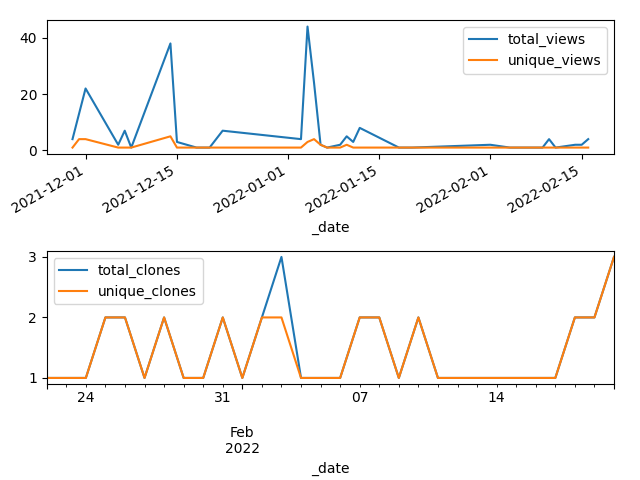 40
20
0
total_views
unique_views
2021-12-01
2021-12-15
2022-01-01
2022-01-15
2022-02-01
2022-02-15
_date
3
2
1
total_clones
unique_clones
24
31
07
14
Feb
2022
_date